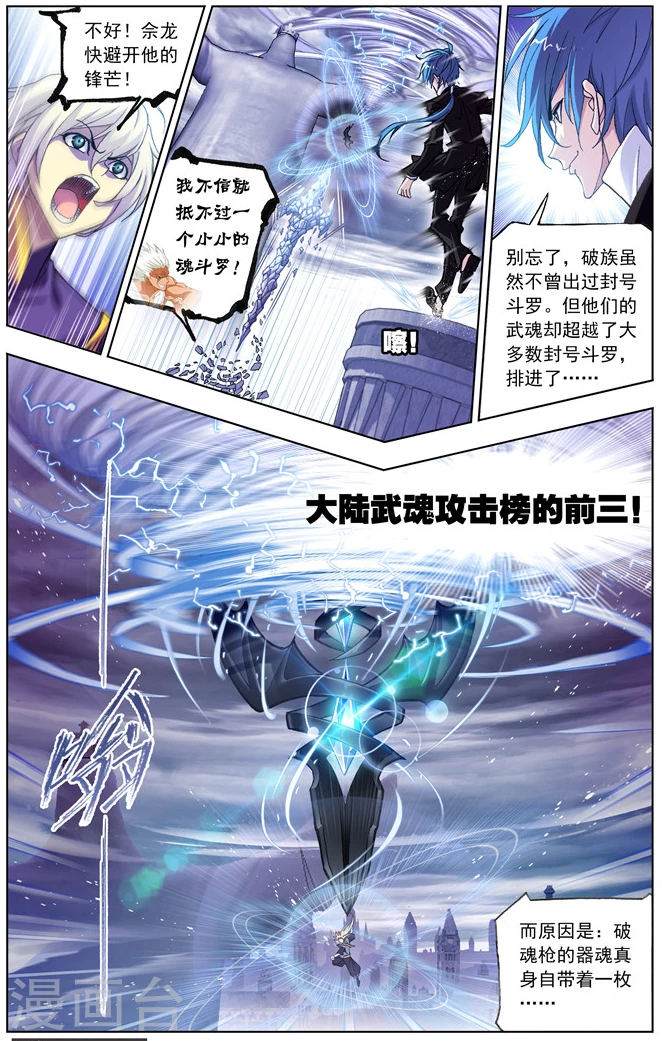 不好！佘龙
快避开他的
锋芒！
我不信就
抵不过一
个小小的
魂斗罗！
嚓！
别忘了，破族虽
然不曾出过封号
斗罗。但他们的
武魂却超越了大
多数封号斗罗，
排进了……
大陆武魂攻击榜的前三！
嗡
而原因是：破
魂枪的器魂真
身自带着一枚
……
漫画台